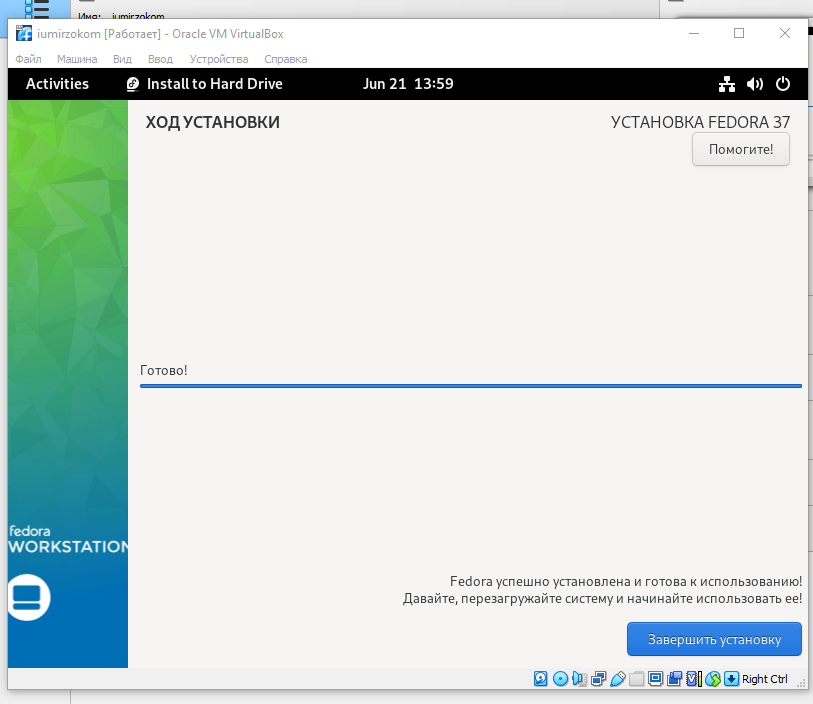 Имя: iumirzokom
iumirzokom [Работает] - Oracle VM VirtualBox
Файл Машина Вид Ввод Устройства Справка
Activities Install to Hard Drive Jun 21 13:59
ХОД УСТАНОВКИ УСТАНОВКА FEDORA 37
Помогите!
Готово!
fedora
WORKSTATION
Fedora успешно установлена и готова к использованию!
Давайте, перезагружайте систему и начинайте использовать ее!
Завершить установку
Right Ctrl